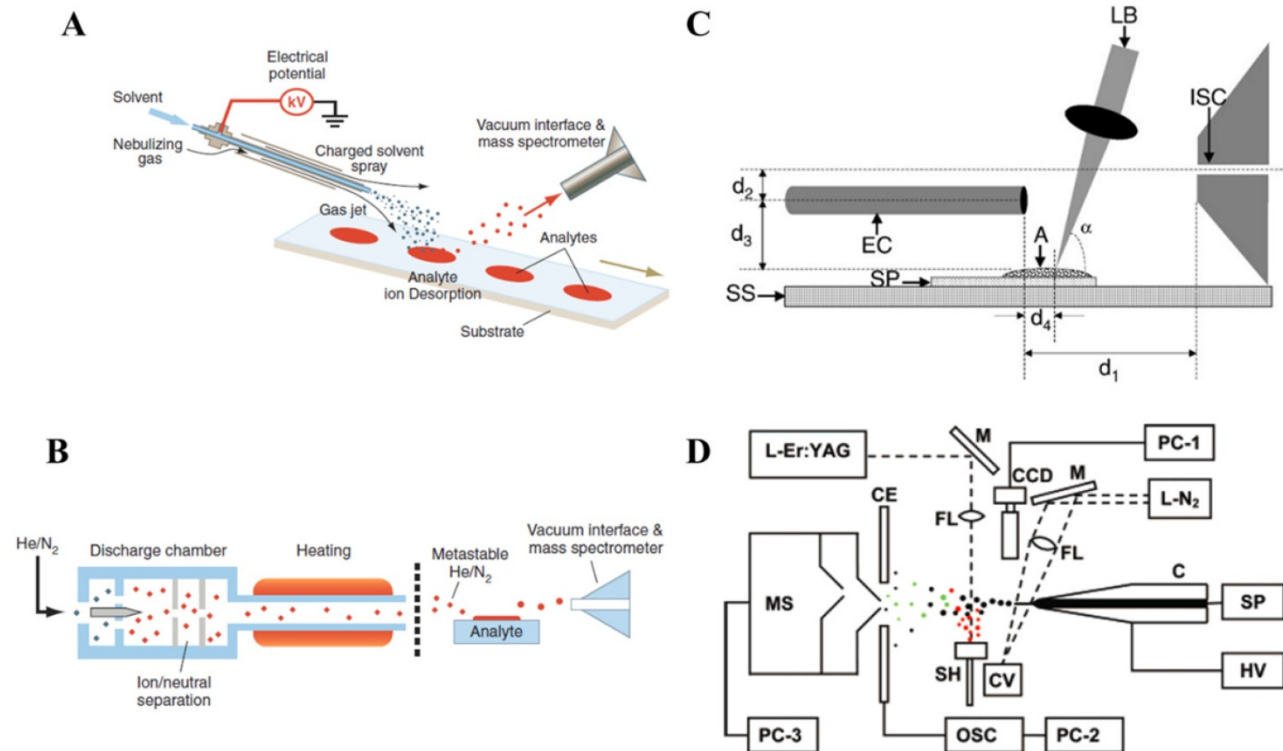 A
Electrical
potential
kV
Solvent
Nebulizing
gas
Charged solvent
spray
Vacuum interface &
mass spectrometer
Gas jet
Analytes
Analyte
ion Desorption
Substrate
B
He/N2
Discharge chamber
Heating
Metastable
He/N2
Vacuum interface &
mass spectrometer
Analyte
Ion/neutral
separation
C
LB
ISC
d2
d3
EC
A
α
SP
SS
d4
d1
D
L-Er:YAG
M
CCD
M
PC-1
CE
FL
L-N2
FL
MS
C
SP
SH
CV
HV
PC-3
OSC
PC-2